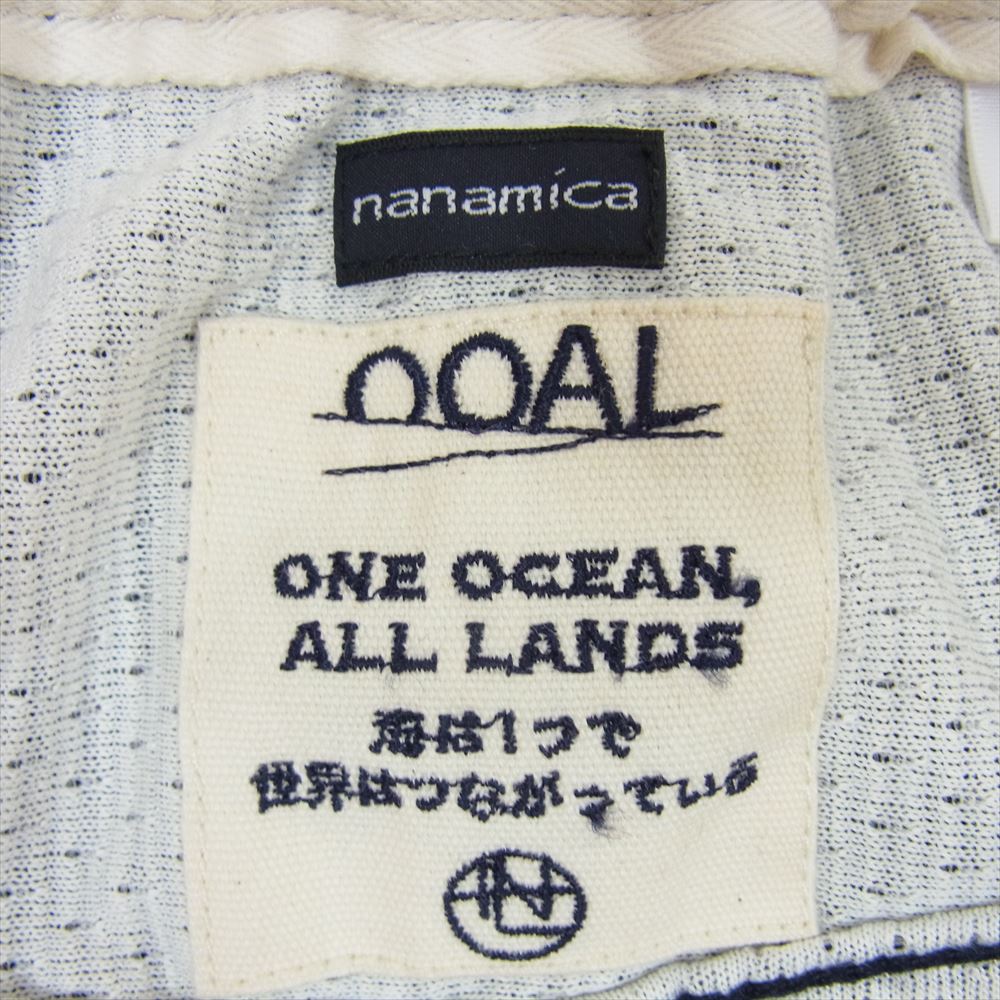 nanamica
OOAL
ONE OCEAN,
ALL LANDS
海は1つで
世界はつながっている